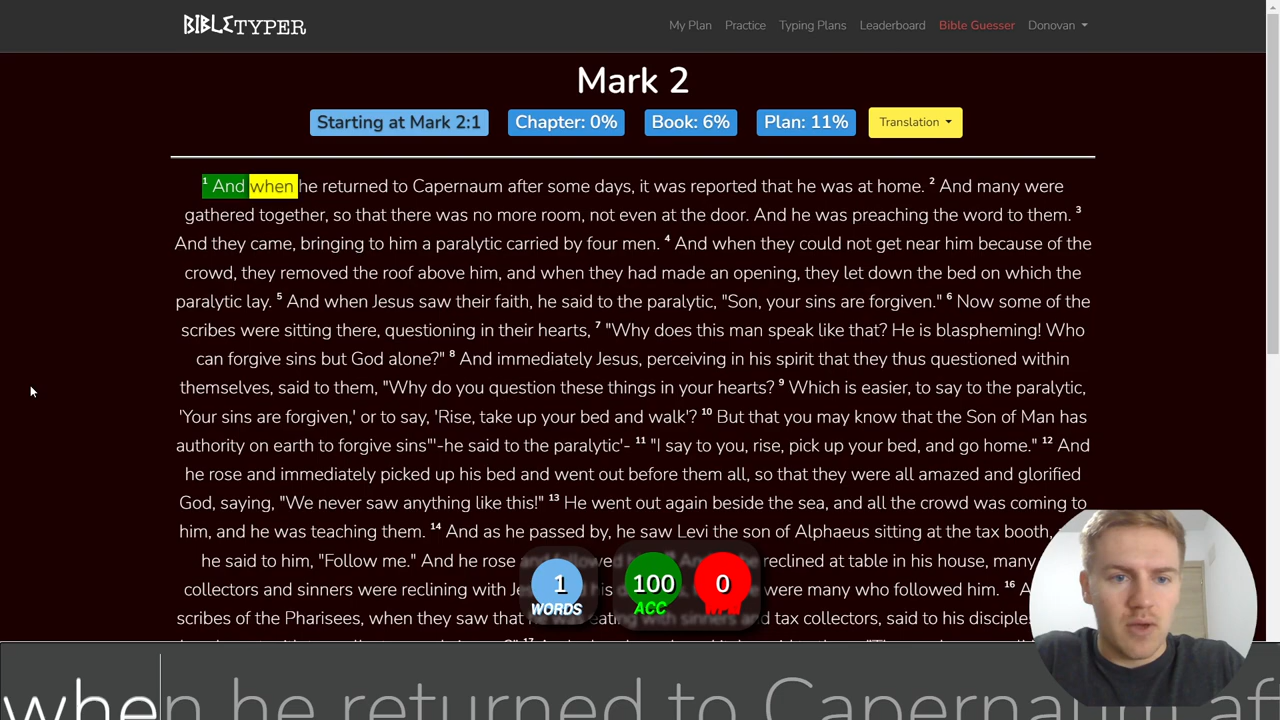 BIBLETYPER My Plan Practice Typing Plans Leaderboard Bible Guesser Donovan
Mark 2
Starting at Mark 2:1 Chapter: 0% Book: 6% Plan: 11% Translation
1 And when he returned to Capernaum after some days, it was reported that he was at home. 2 And many were
gathered together, so that there was no more room, not even at the door. And he was preaching the word to them. 3
And they came, bringing to him a paralytic carried by four men. 4 And when they could not get near him because of the
crowd, they removed the roof above him, and when they had made an opening, they let down the bed on which the
paralytic lay. 5 And when Jesus saw their faith, he said to the paralytic, "Son, your sins are forgiven." 6 Now some of the
scribes were sitting there, questioning in their hearts, 7 "Why does this man speak like that? He is blaspheming! Who
can forgive sins but God alone?" 8 And immediately Jesus, perceiving in his spirit that they thus questioned within
themselves, said to them, "Why do you question these things in your hearts? 9 Which is easier, to say to the paralytic,
'Your sins are forgiven,' or to say, 'Rise, take up your bed and walk'? 10 But that you may know that the Son of Man has
authority on earth to forgive sins"'-he said to the paralytic'- 11 "I say to you, rise, pick up your bed, and go home." 12 And
he rose and immediately picked up his bed and went out before them all, so that they were all amazed and glorified
God, saying, "We never saw anything like this!" 13 He went out again beside the sea, and all the crowd was coming to
him, and he was teaching them. 14 And as he passed by, he saw Levi the son of Alphaeus sitting at the tax booth,
he said to him, "Follow me." And he rose and followed reclined at table in his house, many
collectors and sinners were reclining with were many who followed him. 16
scribes of the Pharisees, when they saw that he was eating with sinners and tax collectors, said to his
1 100 0
WORDS ACC
when he returned to Capernaum af